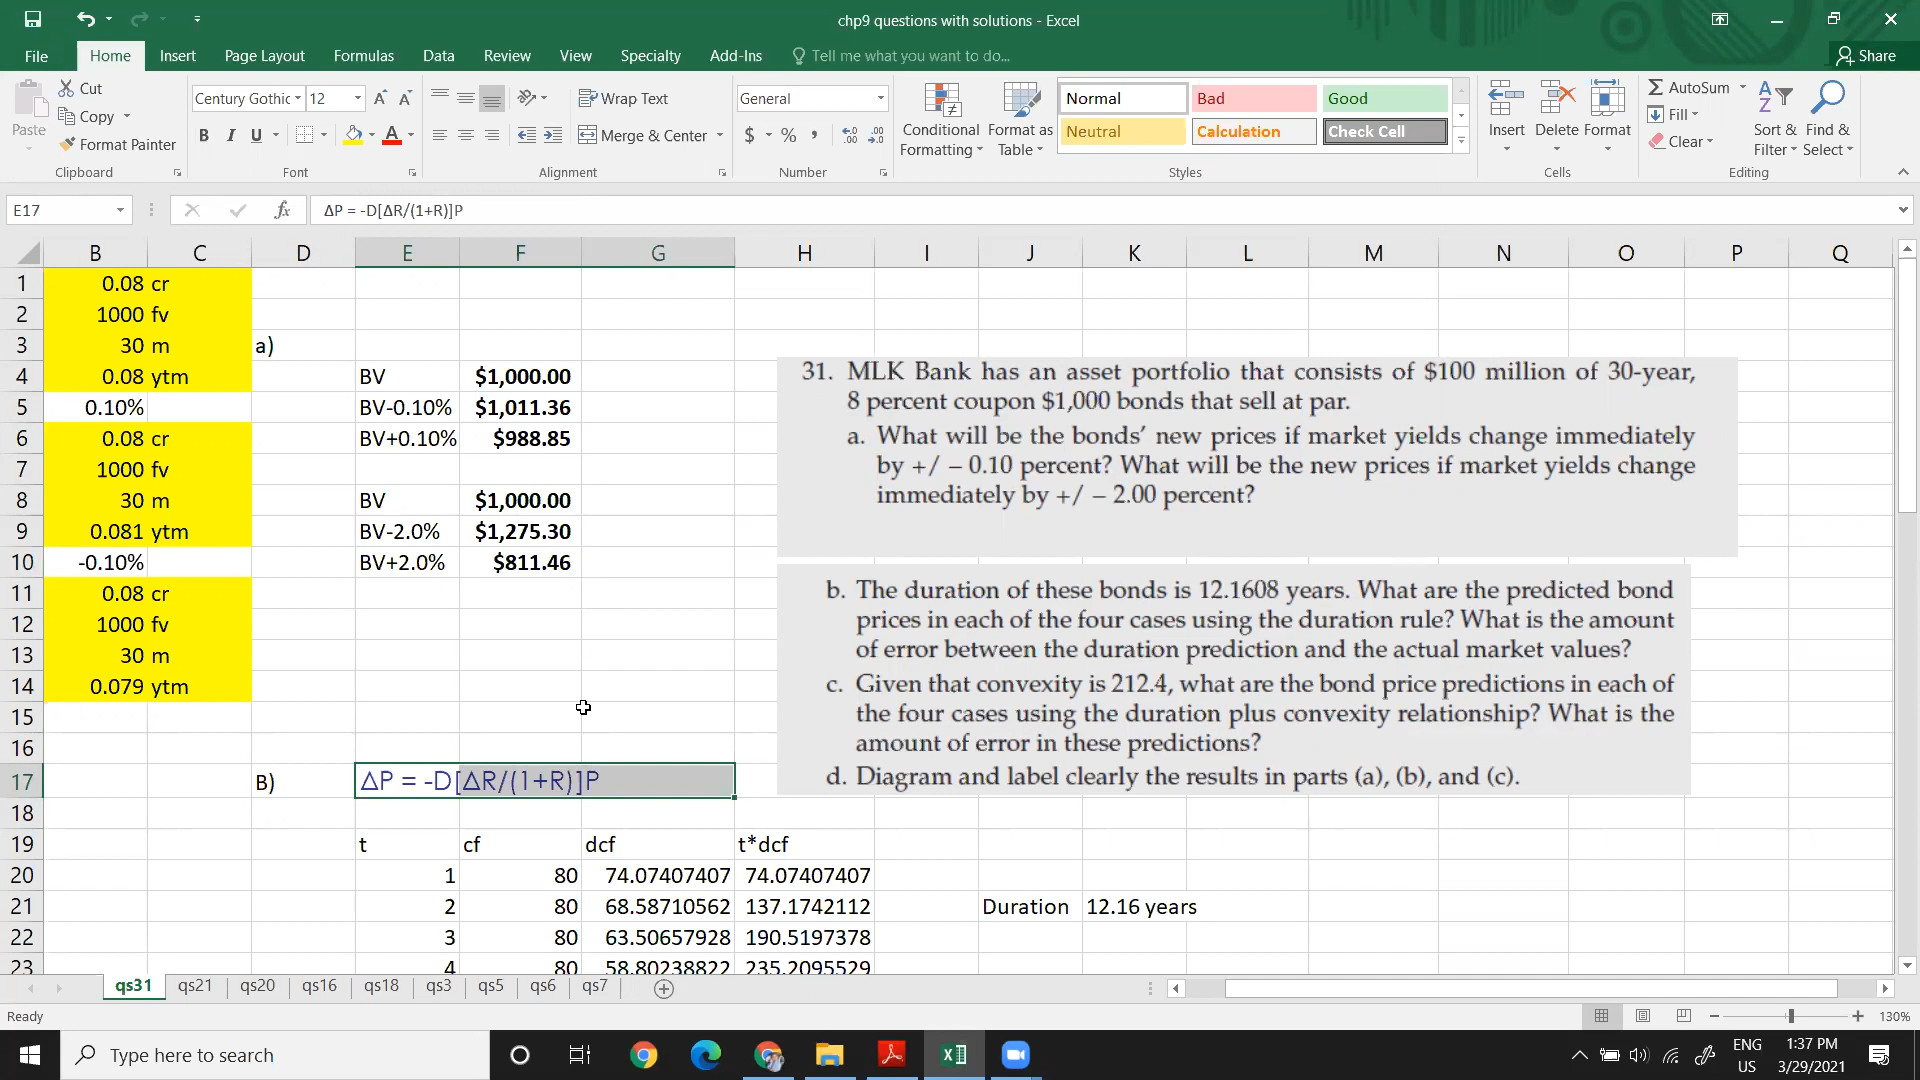 chp9 questions with solutions - Excel
File Home Insert Page Layout Formulas Data Review View Specialty Add-Ins Tell me what you want to do... Share
Paste
Cut
Copy
Format Painter
Clipboard
Century Gothic 12
B I U
Font
Wrap Text
Merge & Center
Alignment
General
$ % ,
Number
Conditional Formatting
Format as Table
Normal Bad Good
Neutral Calculation Check Cell
Styles
Insert Delete Format
Cells
AutoSum
Fill
Clear
Sort & Filter
Find & Select
Editing
E17 fx ΔP = -D[ΔR/(1+R)]P
B C D E F G H I J K L M N O P Q
1 0.08 cr
2 1000 fv
3 30 m a)
4 0.08 ytm BV $1,000.00
5 0.10% BV-0.10% $1,011.36
6 0.08 cr BV+0.10% $988.85
7 1000 fv
8 30 m BV $1,000.00
9 0.081 ytm BV-2.0% $1,275.30
10 -0.10% BV+2.0% $811.46
11 0.08 cr
12 1000 fv
13 30 m
14 0.079 ytm
15
16
17 B) ΔP = -D[ΔR/(1+R)]P
18
19 t cf dcf t*dcf
20 1 80 74.07407407 74.07407407
21 2 80 68.58710562 137.1742112 Duration 12.16 years
22 3 80 63.50657928 190.5197378
23 4 80 58.80238822 235.2095529
31. MLK Bank has an asset portfolio that consists of $100 million of 30-year,
8 percent coupon $1,000 bonds that sell at par.
a. What will be the bonds' new prices if market yields change immediately
by +/ – 0.10 percent? What will be the new prices if market yields change
immediately by +/ – 2.00 percent?
b. The duration of these bonds is 12.1608 years. What are the predicted bond
prices in each of the four cases using the duration rule? What is the amount
of error between the duration prediction and the actual market values?
c. Given that convexity is 212.4, what are the bond price predictions in each of
the four cases using the duration plus convexity relationship? What is the
amount of error in these predictions?
d. Diagram and label clearly the results in parts (a), (b), and (c).
qs31 qs21 qs20 qs16 qs18 qs3 qs5 qs6 qs7
Ready 130%
Type here to search
ENG
US
1:37 PM
3/29/2021